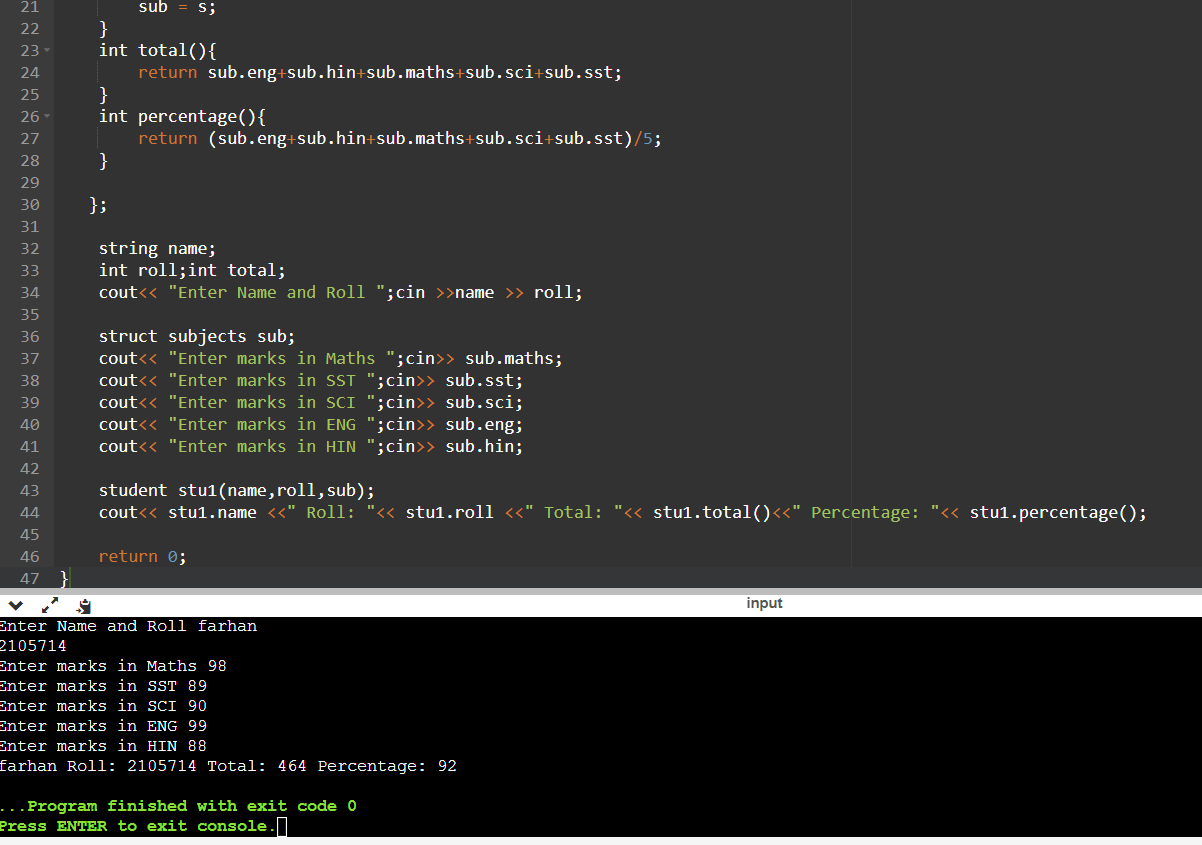 21 sub = s;
22 }
23 int total(){
24 return sub.eng+sub.hin+sub.maths+sub.sci+sub.sst;
25 }
26 int percentage(){
27 return (sub.eng+sub.hin+sub.maths+sub.sci+sub.sst)/5;
28 }
29
30 };
31
32 string name;
33 int roll;int total;
34 cout<< "Enter Name and Roll ";cin >>name >> roll;
35
36 struct subjects sub;
37 cout<< "Enter marks in Maths ";cin>> sub.maths;
38 cout<< "Enter marks in SST ";cin>> sub.sst;
39 cout<< "Enter marks in SCI ";cin>> sub.sci;
40 cout<< "Enter marks in ENG ";cin>> sub.eng;
41 cout<< "Enter marks in HIN ";cin>> sub.hin;
42
43 student stu1(name,roll,sub);
44 cout<< stu1.name <<" Roll: "<< stu1.roll <<" Total: "<< stu1.total()<<" Percentage: "<< stu1.percentage();
45
46 return 0;
47 }
input
Enter Name and Roll farhan
2105714
Enter marks in Maths 98
Enter marks in SST 89
Enter marks in SCI 90
Enter marks in ENG 99
Enter marks in HIN 88
farhan Roll: 2105714 Total: 464 Percentage: 92
...Program finished with exit code 0
Press ENTER to exit console.